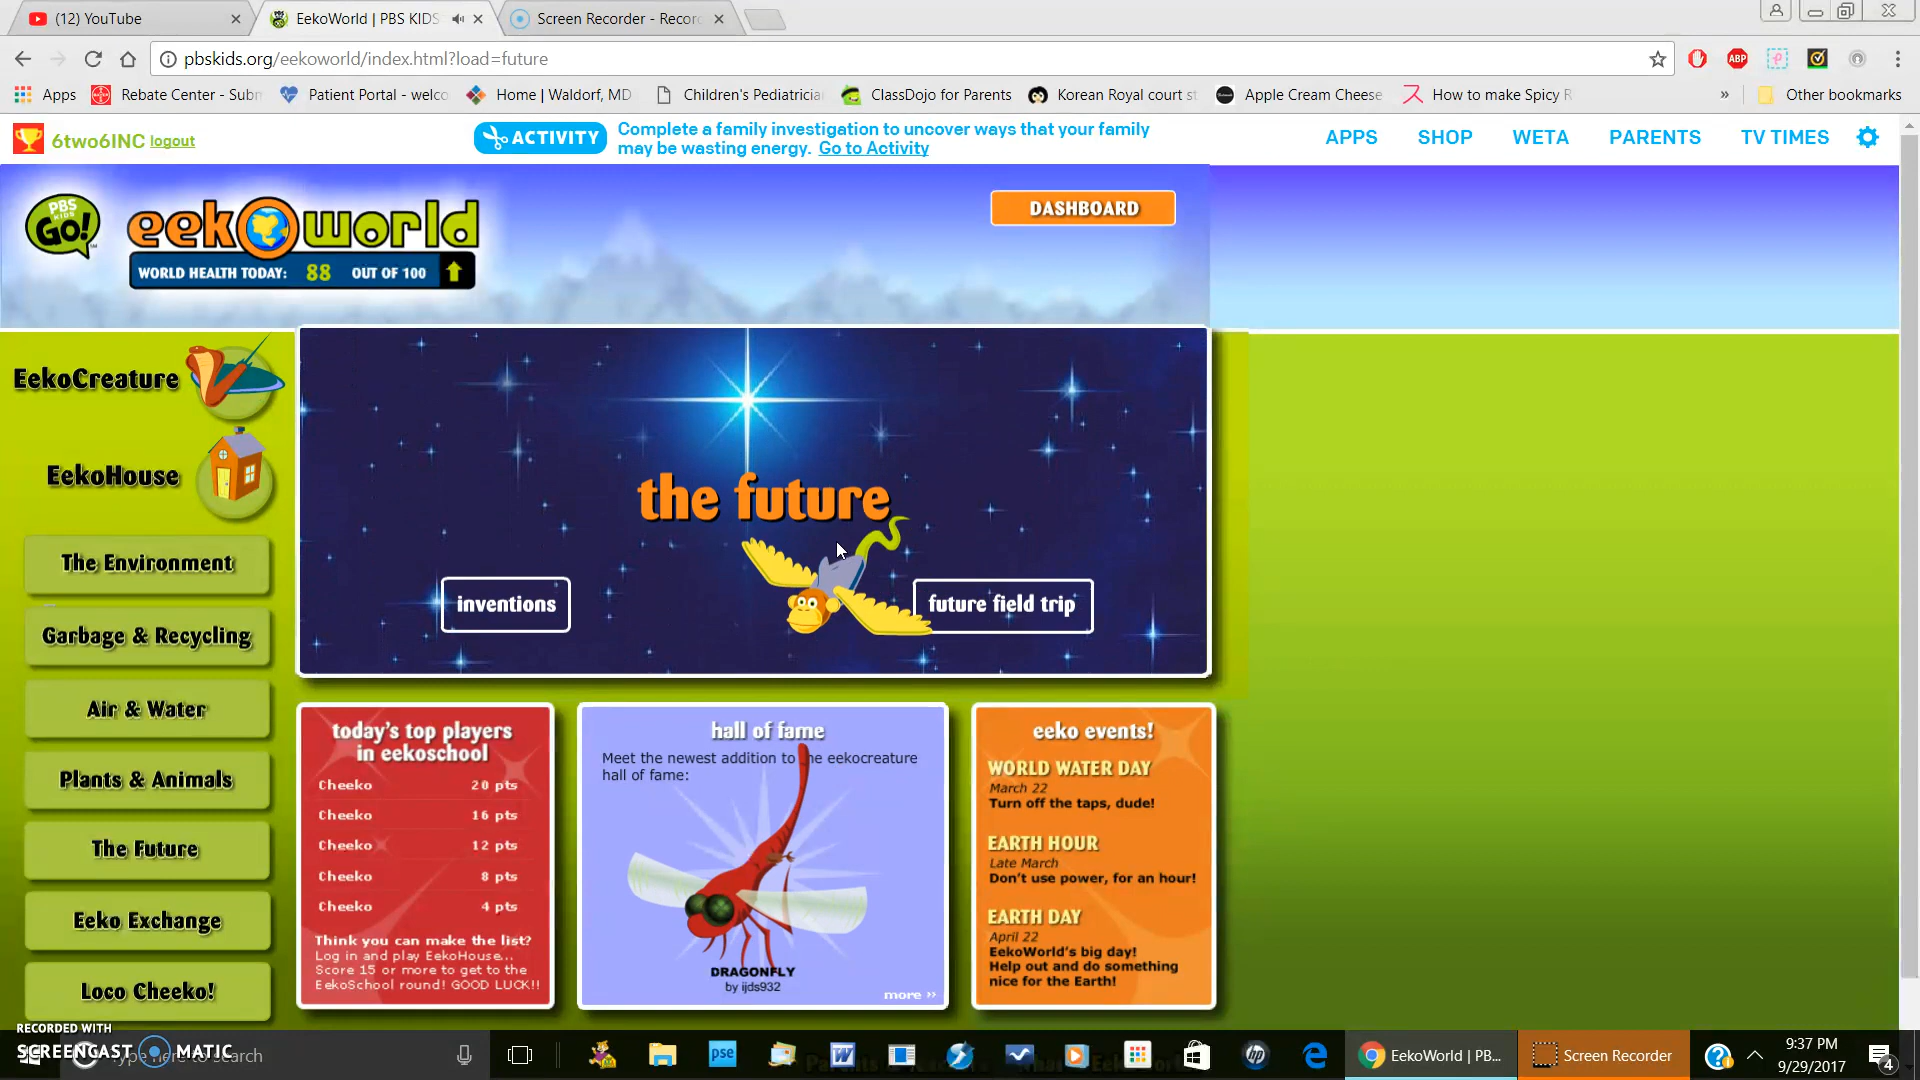 (12) YouTube
EekoWorld | PBS KIDS
Screen Recorder - Recor
pbskids.org/eekoworld/index.html?load=future
ABP
Apps
Rebate Center - Subm
Patient Portal - welco
Home | Waldorf, MD
Children's Pediatricia
ClassDojo for Parents
Korean Royal court st
Apple Cream Cheese
How to make Spicy R
»
Other bookmarks
6two6INC logout
ACTIVITY
Complete a family investigation to uncover ways that your family
may be wasting energy. Go to Activity
APPS
SHOP
WETA
PARENTS
TV TIMES
PBS KIDS GO!
eekoworld
WORLD HEALTH TODAY: 88 OUT OF 100
DASHBOARD
EekoCreature
EekoHouse
The Environment
Garbage & Recycling
Air & Water
Plants & Animals
The Future
Eeko Exchange
Loco Cheeko!
the future
inventions
future field trip
today's top players
in eekoschool
Cheeko 20 pts
Cheeko 16 pts
Cheeko 12 pts
Cheeko 8 pts
Cheeko 4 pts
Think you can make the list?
Log in and play EekoHouse...
Score 15 or more to get to the
EekoSchool round! GOOD LUCK!!
hall of fame
Meet the newest addition to the eekocreature
hall of fame:
DRAGONFLY
by ijds932
more >>
eeko events!
WORLD WATER DAY
March 22
Turn off the taps, dude!
EARTH HOUR
Late March
Don't use power, for an hour!
EARTH DAY
April 22
EekoWorld's big day!
Help out and do something
nice for the Earth!
RECORDED WITH
SCREENCAST MATIC
Type here to search
pse
hp
EekoWorld | PB...
Screen Recorder
9:37 PM
9/29/2017
4